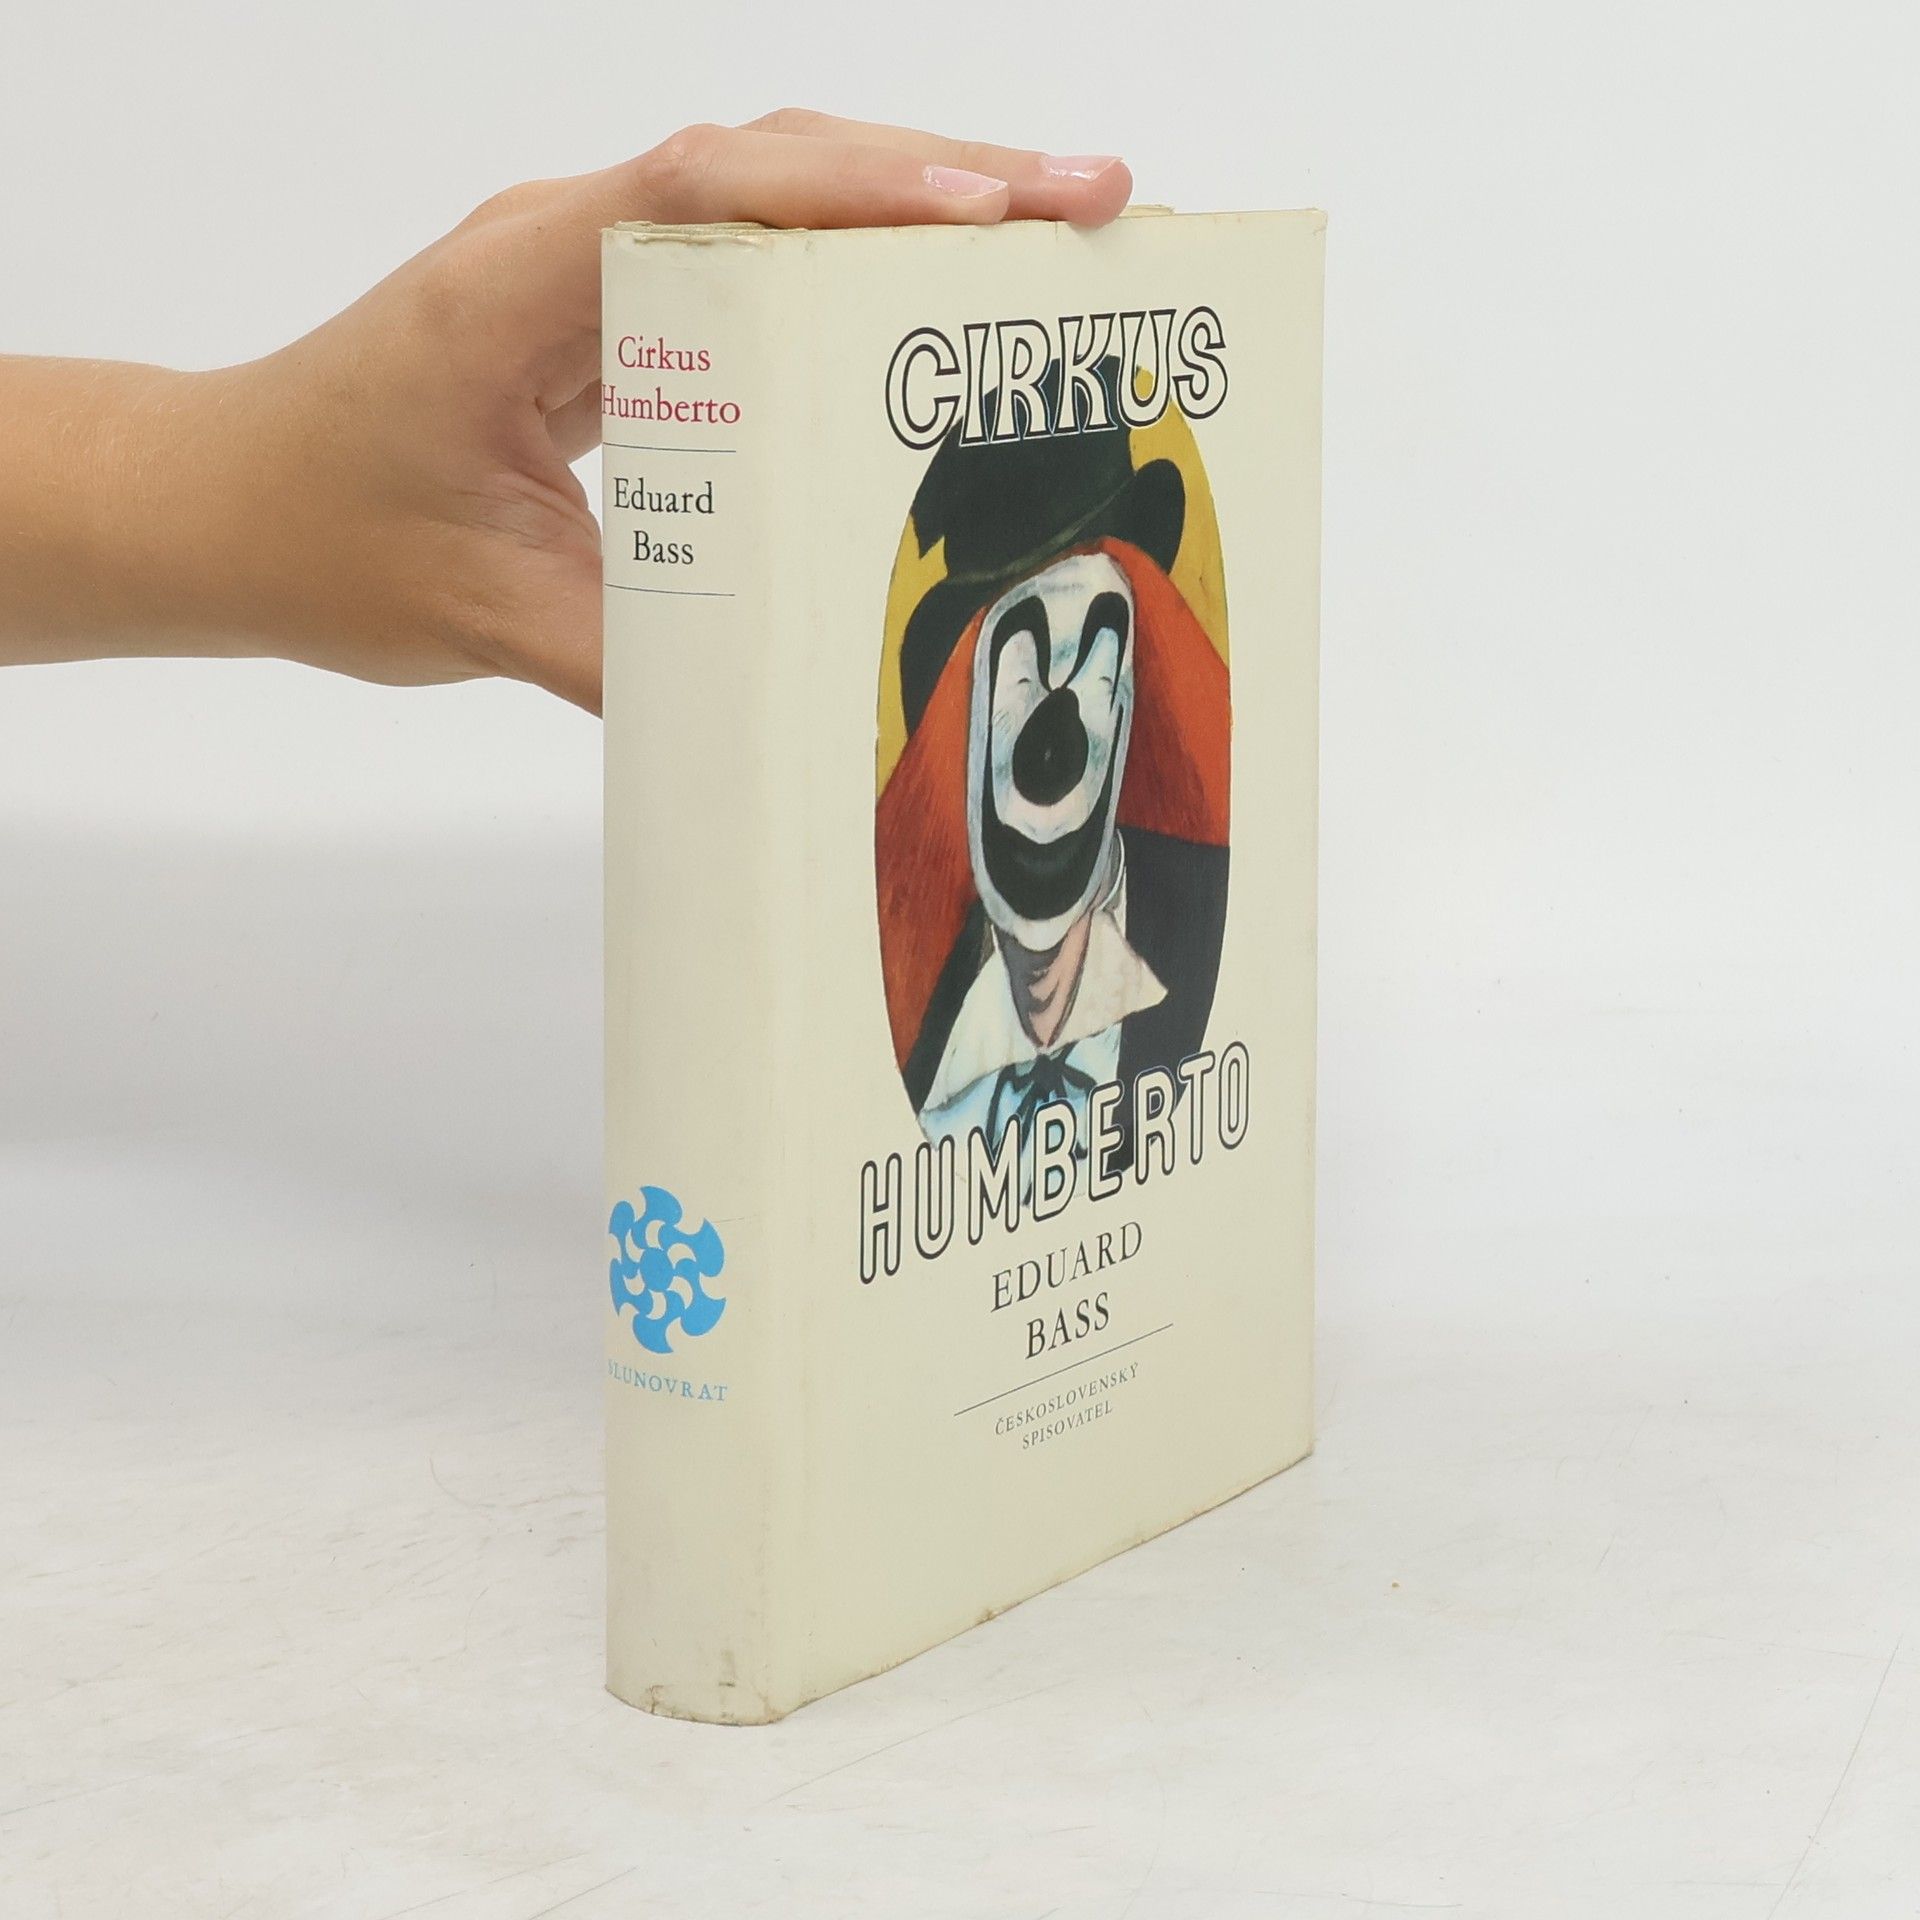 Cirkus
Humberto
Eduard
Bass
SLUNOVRAT
CIRKUS
HUMBERTO
EDUARD
BASS
ČESKOSLOVENSKÝ
SPISOVATEL